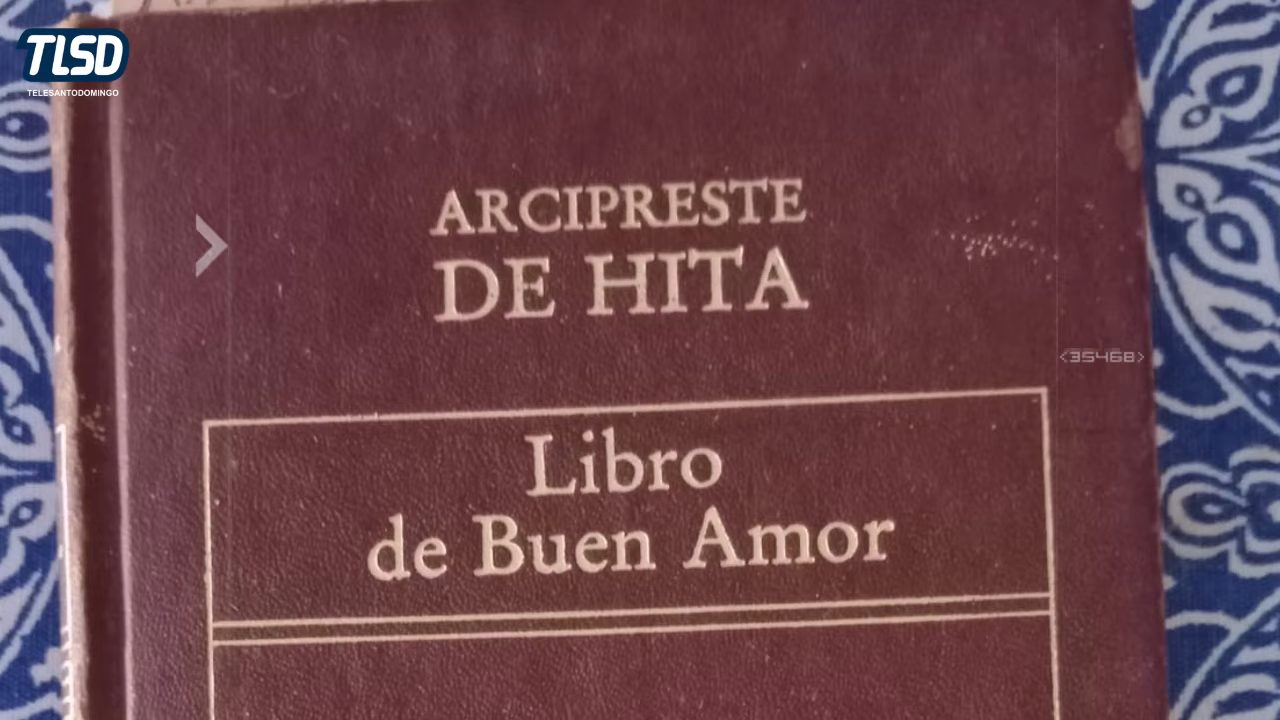 TLSD
TELESANTODOMINGO
ARCIPRESTE
DE HITA
<35468>
Libro
de Buen Amor